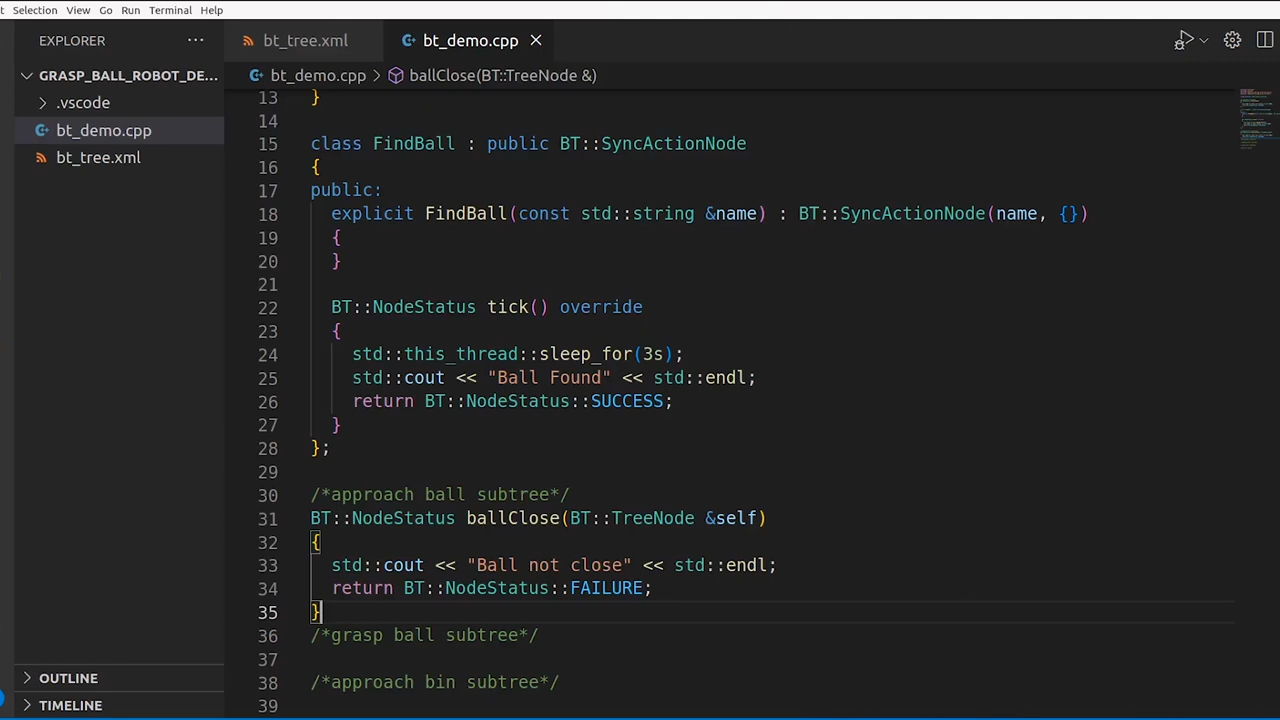 t Selection View Go Run Terminal Help
EXPLORER ···
bt_tree.xml
bt_demo.cpp
GRASP_BALL_ROBOT_DE...
.vscode
bt_demo.cpp
bt_tree.xml
OUTLINE
TIMELINE
bt_demo.cpp > ballClose(BT::TreeNode &)
13 }
14
15 class FindBall : public BT::SyncActionNode
16 {
17 public:
18 explicit FindBall(const std::string &name) : BT::SyncActionNode(name, {})
19 {
20 }
21
22 BT::NodeStatus tick() override
23 {
24 std::this_thread::sleep_for(3s);
25 std::cout << "Ball Found" << std::endl;
26 return BT::NodeStatus::SUCCESS;
27 }
28 };
29
30 /*approach ball subtree*/
31 BT::NodeStatus ballClose(BT::TreeNode &self)
32 {
33 std::cout << "Ball not close" << std::endl;
34 return BT::NodeStatus::FAILURE;
35 }
36 /*grasp ball subtree*/
37
38 /*approach bin subtree*/
39